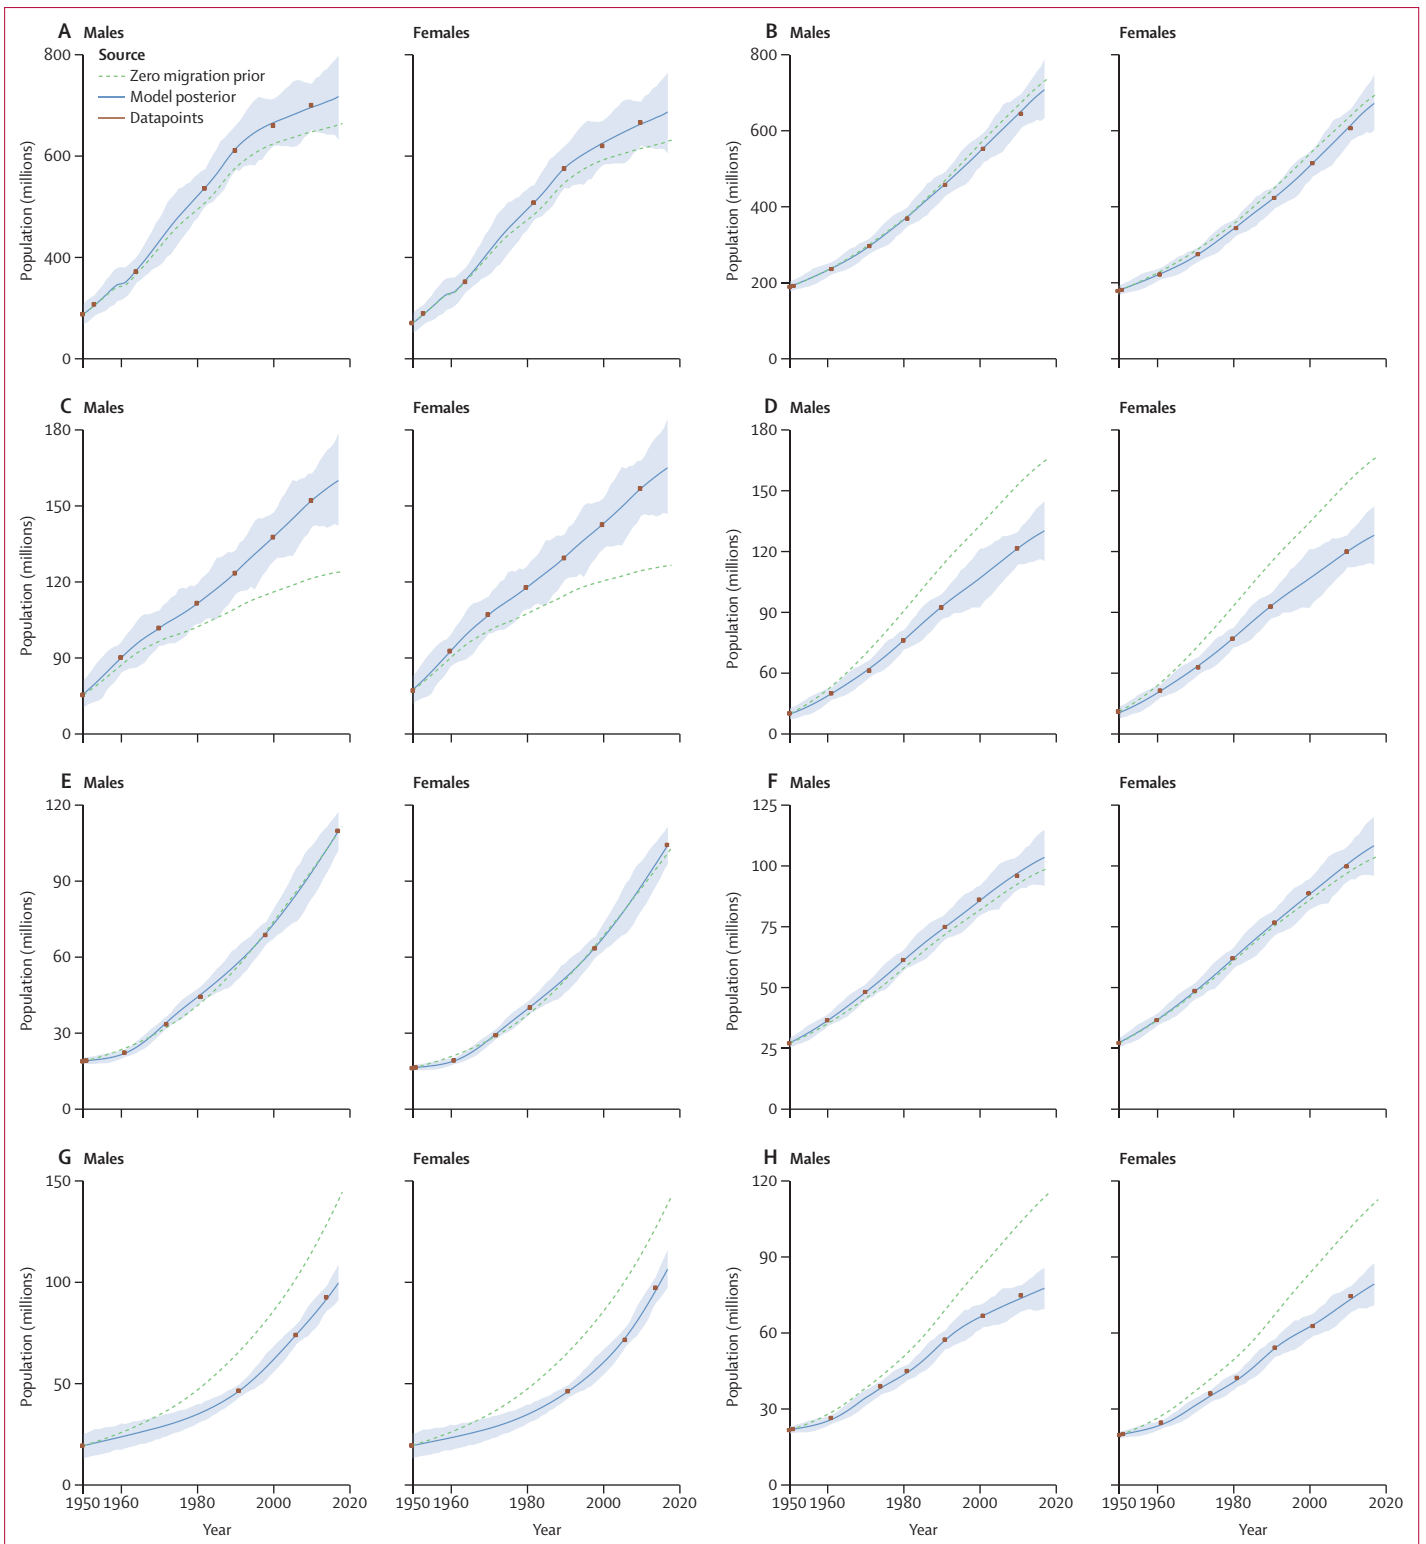 A Males
Females
Source
Zero migration prior
Model posterior
Datapoints
Population (millions)
800
600
400
0
B Males
Females
Population (millions)
800
600
400
200
0
C Males
Females
Population (millions)
180
150
120
90
0
D Males
Females
Population (millions)
180
150
120
90
60
0
E Males
Females
Population (millions)
120
90
60
30
0
F Males
Females
Population (millions)
125
100
75
50
25
0
G Males
Females
Population (millions)
150
100
50
0
1950 1960 1980 2000 2020
Year
1950 1960 1980 2000 2020
Year
H Males
Females
Population (millions)
120
90
60
30
0
1950 1960 1980 2000 2020
Year
1950 1960 1980 2000 2020
Year